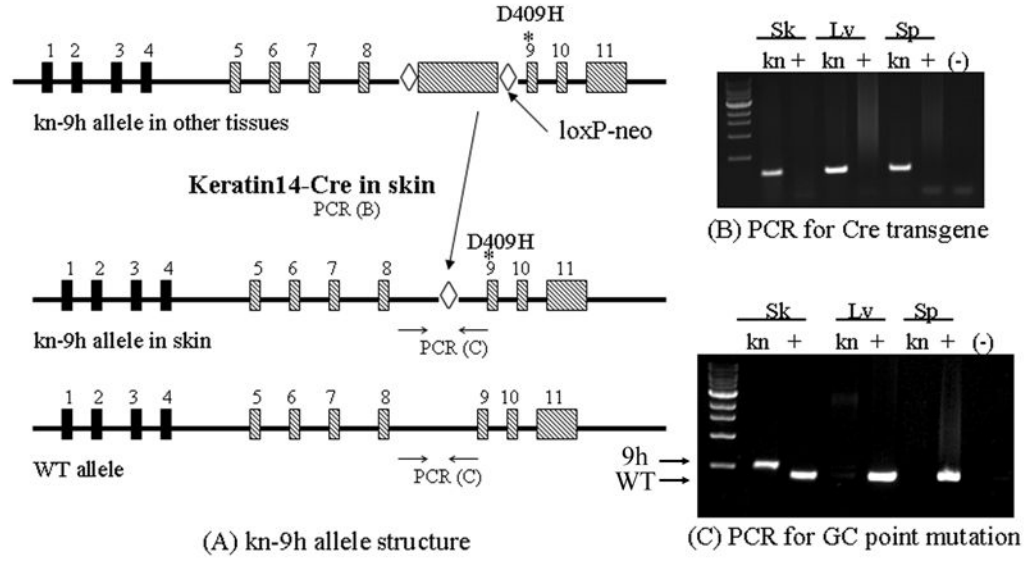 D409H
*
1 2 3 4 5 6 7 8 9 10 11
kn-9h allele in other tissues
loxP-neo
Keratin14-Cre in skin
PCR (B)
D409H
*
1 2 3 4 5 6 7 8 9 10 11
kn-9h allele in skin
PCR (C)
1 2 3 4 5 6 7 8 9 10 11
WT allele
PCR (C)
(A) kn-9h allele structure
Sk Lv Sp
kn + kn + kn + (-)
(B) PCR for Cre transgene
Sk Lv Sp
kn + kn + kn + (-)
9h
WT
(C) PCR for GC point mutation